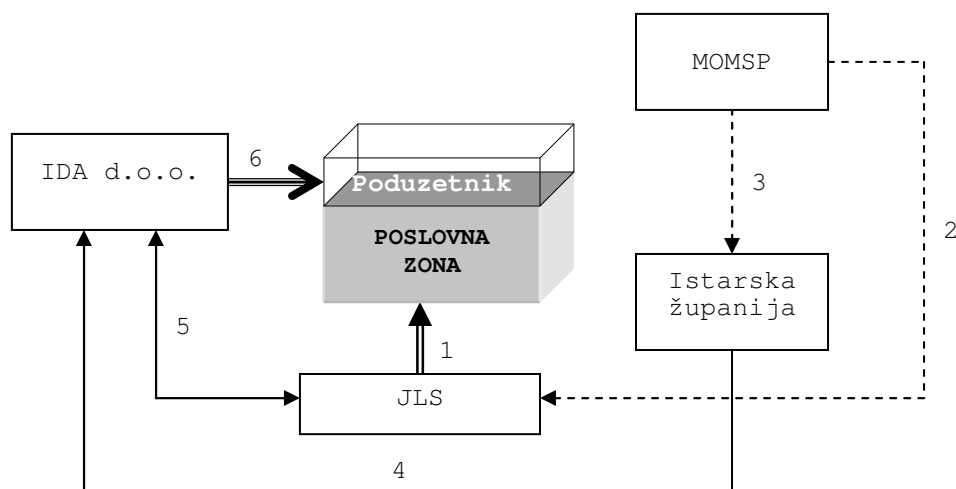 MOMSP
IDA d.o.o.
6
Poduzetnik
POSLOVNA
ZONA
3
2
Istarska
županija
5
1
JLS
4